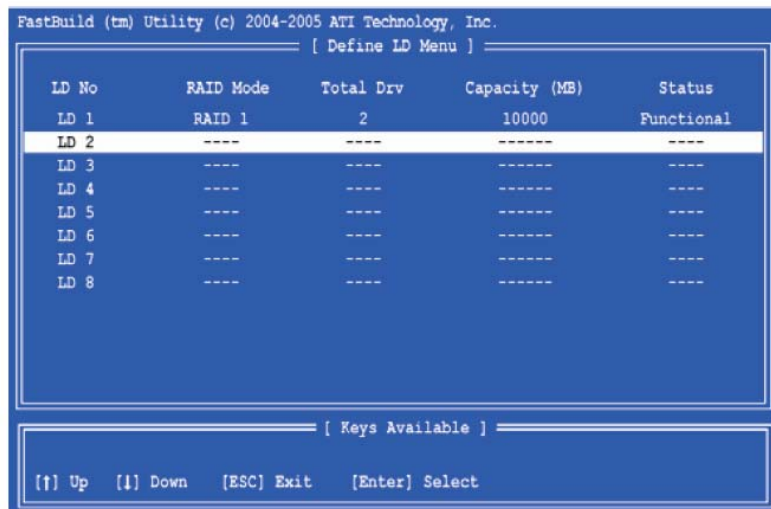 FastBuild (tm) Utility (c) 2004-2005 ATI Technology, Inc.
[ Define LD Menu ]
LD No RAID Mode Total Drv Capacity (MB) Status
LD 1 RAID 1 2 10000 Functional
LD 2 ---- ---- ------ ----
LD 3 ---- ---- ------ ----
LD 4 ---- ---- ------ ----
LD 5 ---- ---- ------ ----
LD 6 ---- ---- ------ ----
LD 7 ---- ---- ------ ----
LD 8 ---- ---- ------ ----
[ Keys Available ]
[↑] Up [↓] Down [ESC] Exit [Enter] Select